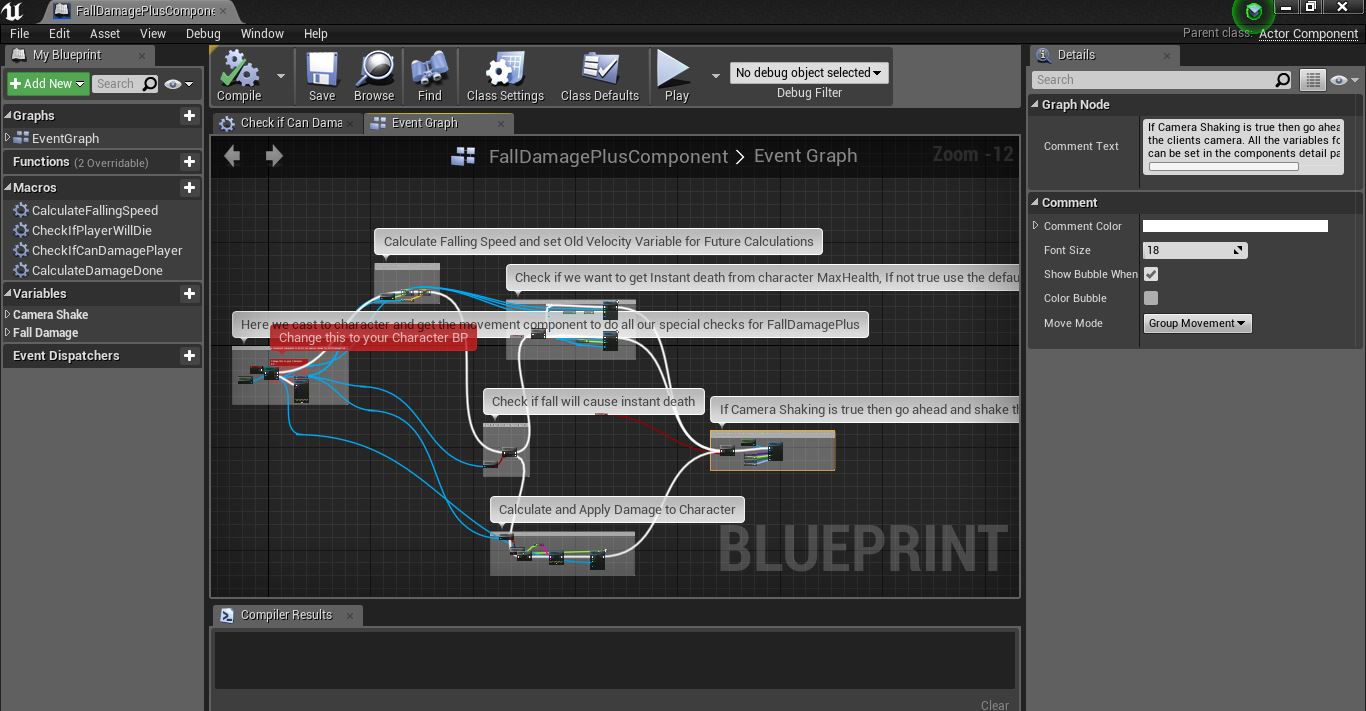 FallDamagePlusCompone
File Edit Asset View Debug Window Help
Parent class: Actor Component
My Blueprint
Add New
Search
Graphs
EventGraph
Functions (2 Overridable)
Macros
CalculateFallingSpeed
CheckIfPlayerWillDie
CheckIfCanDamagePlayer
CalculateDamageDone
Variables
Camera Shake
Fall Damage
Event Dispatchers
Compile
Save
Browse
Find
Class Settings
Class Defaults
Play
No debug object selected
Debug Filter
Check if Can Dama
Event Graph
FallDamagePlusComponent > Event Graph
Zoom -12
Calculate Falling Speed and set Old Velocity Variable for Future Calculations
Check if we want to get Instant death from character MaxHealth, If not true use the defau
Here we cast to character and get the movement component to do all our special checks for FallDamagePlus
Change this to your Character BP
Check if fall will cause instant death
If Camera Shaking is true then go ahead and shake th
Calculate and Apply Damage to Character
BLUEPRINT
Compiler Results
Clear
Details
Search
Graph Node
Comment Text
If Camera Shaking is true then go ahea
the clients camera. All the variables fo
can be set in the components detail pa
Comment
Comment Color
Font Size
18
Show Bubble When
Color Bubble
Move Mode
Group Movement